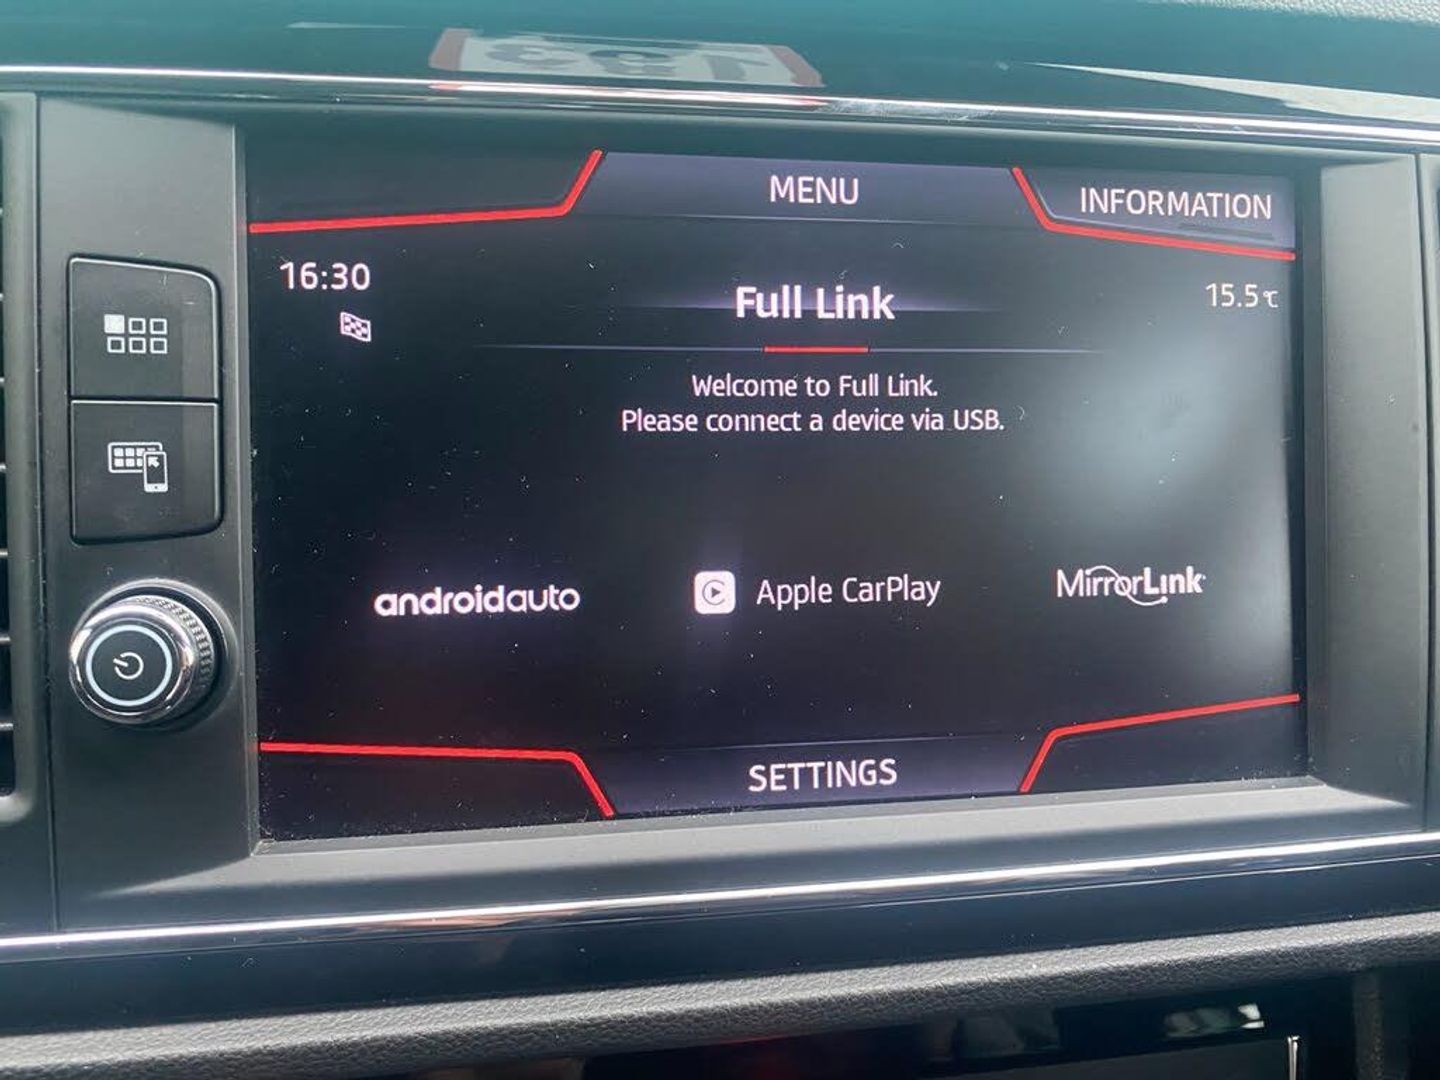 MENU
INFORMATION
16:30
Full Link
15.5°C
Welcome to Full Link.
Please connect a device via USB.
androidauto
Apple CarPlay
MirrorLink
SETTINGS